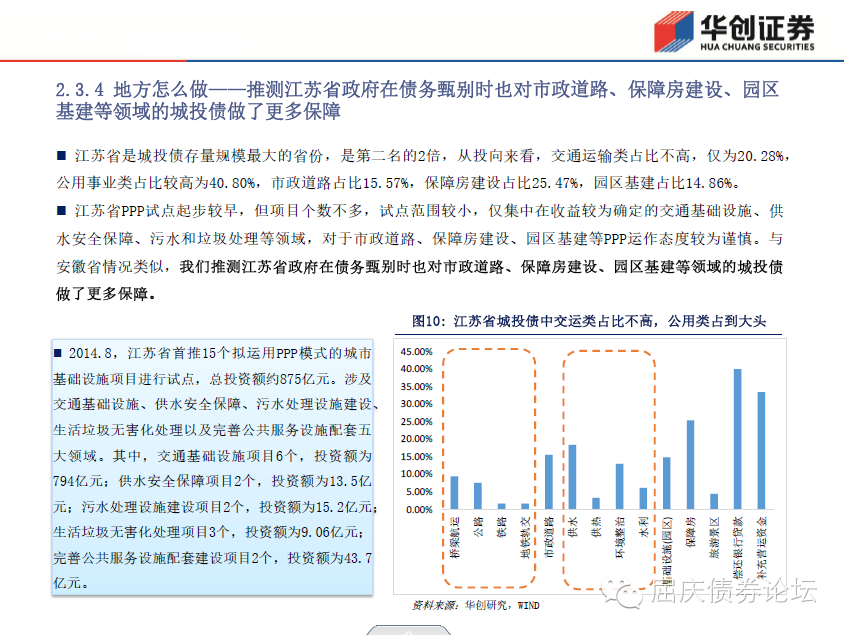 华创证券
HUA CHUANG SECURITIES
2.3.4 地方怎么做——推测江苏省政府在债务甄别时也对市政道路、保障房建设、园区
基建等领域的城投债做了更多保障
■ 江苏省是城投债存量规模最大的省份，是第二名的2倍，从投向来看，交通运输类占比不高，仅为20.28%，
公用事业类占比较高为40.80%，市政道路占比15.57%，保障房建设占比25.47%，园区基建占比14.86%。
■ 江苏省PPP试点起步较早，但项目个数不多，试点范围较小，仅集中在收益较为确定的交通基础设施、供
水安全保障、污水和垃圾处理等领域，对于市政道路、保障房建设、园区基建等PPP运作态度较为谨慎。与
安徽省情况类似，我们推测江苏省政府在债务甄别时也对市政道路、保障房建设、园区基建等领域的城投债
做了更多保障。
■ 2014.8，江苏省首推15个拟运用PPP模式的城市
基础设施项目进行试点，总投资额约875亿元。涉及
交通基础设施、供水安全保障、污水处理设施建设、
生活垃圾无害化处理以及完善公共服务设施配套五
大领域。其中，交通基础设施项目6个，投资额为
794亿元；供水安全保障项目2个，投资额为13.5亿
元；污水处理设施建设项目2个，投资额为15.2亿元；
生活垃圾无害化处理项目3个，投资额为9.06亿元；
完善公共服务设施配套建设项目2个，投资额为43.7
亿元。
图10：江苏省城投债中交运类占比不高，公用类占到大头
45.00%
40.00%
35.00%
30.00%
25.00%
20.00%
15.00%
10.00%
5.00%
0.00%
桥梁航运
公路
铁路
地铁轨交
市政道路
供水
供热
环境整治
水利
基础设施(园区)
保障房
旅游景区
偿还银行贷款
补充营运资金
资料来源：华创研究，WIND
屈庆债券论坛